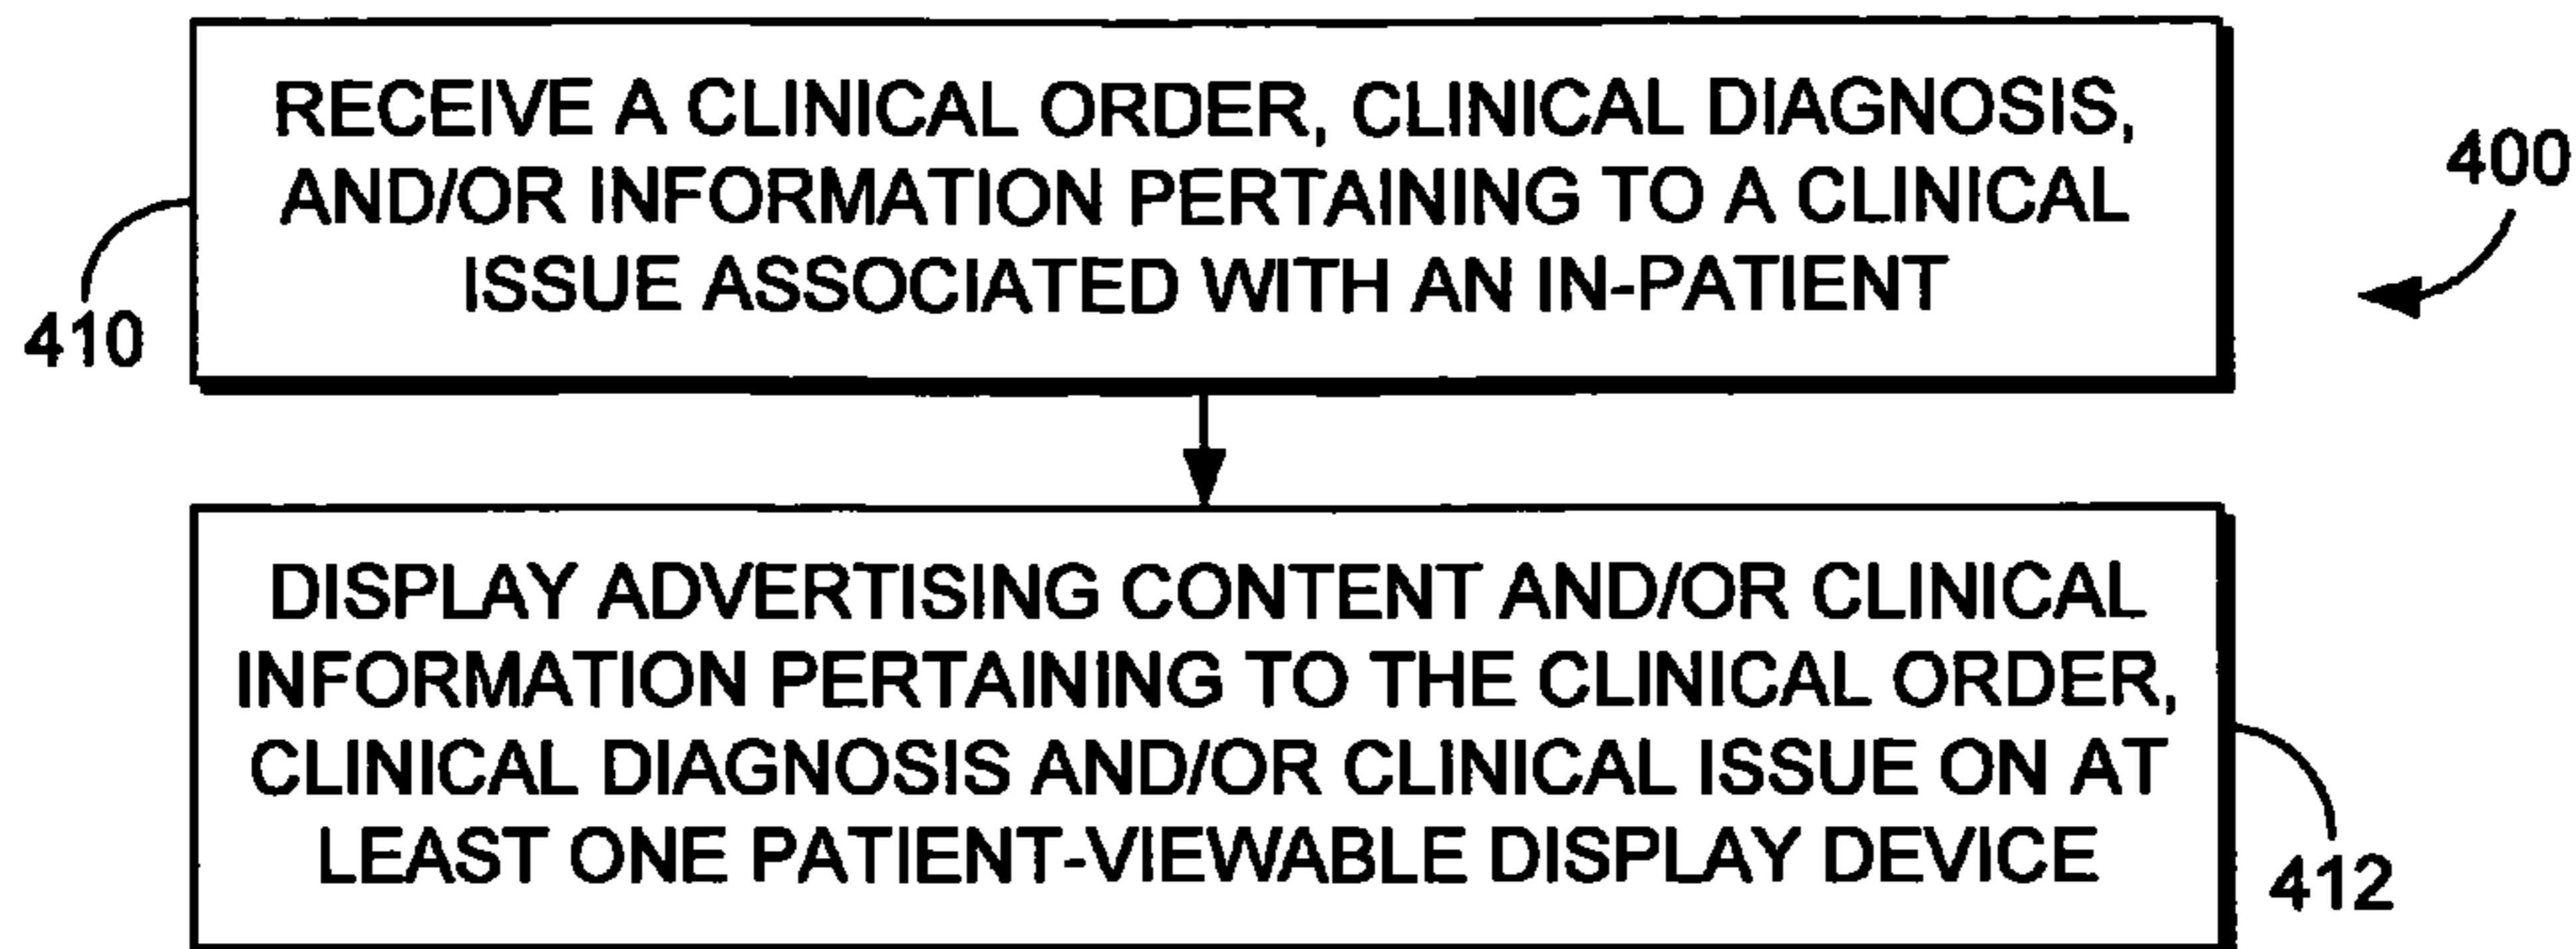 RECEIVE A CLINICAL ORDER, CLINICAL DIAGNOSIS,
AND/OR INFORMATION PERTAINING TO A CLINICAL
ISSUE ASSOCIATED WITH AN IN-PATIENT
400
410
DISPLAY ADVERTISING CONTENT AND/OR CLINICAL
INFORMATION PERTAINING TO THE CLINICAL ORDER,
CLINICAL DIAGNOSIS AND/OR CLINICAL ISSUE ON AT
LEAST ONE PATIENT-VIEWABLE DISPLAY DEVICE
412